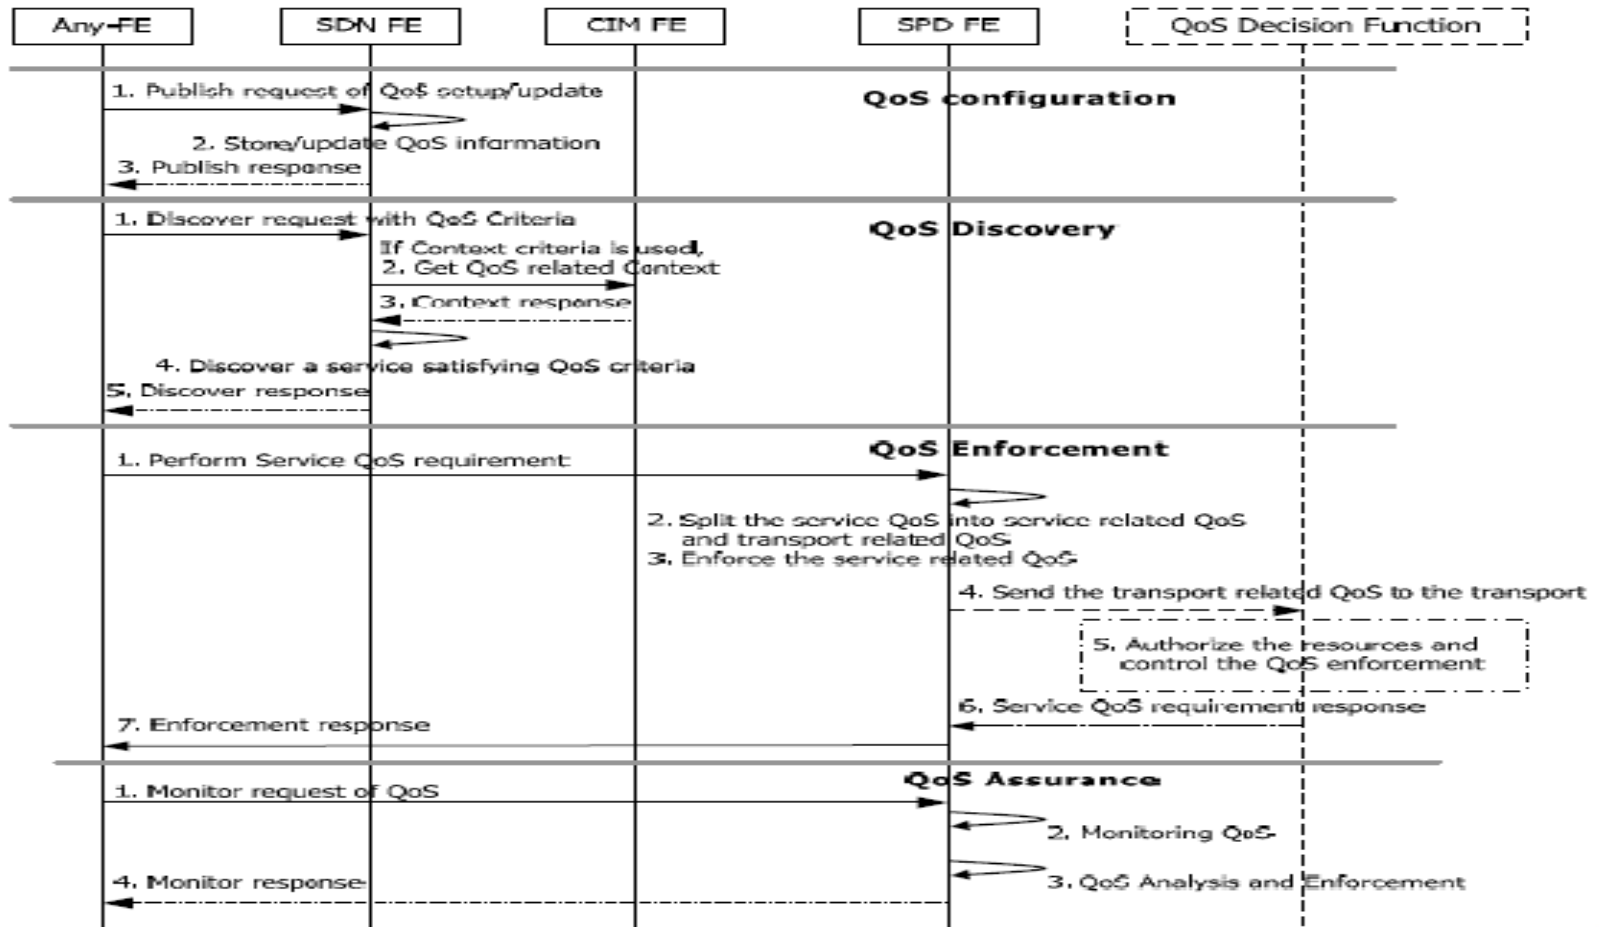 Any-FE
SDN FE
CIM FE
SPD FE
QoS Decision Function
1. Publish request of QoS setup/update
QoS configuration
2. Store/update QoS information
3. Publish response
1. Discover request with QoS Criteria
QoS Discovery
If Context criteria is used,
2. Get QoS related Context
3. Context response
4. Discover a service satisfying QoS criteria
5. Discover response
QoS Enforcement
1. Perform Service QoS requirement
2. Split the service QoS into service related QoS
and transport related QoS
3. Enforce the service related QoS
4. Send the transport related QoS to the transport
5. Authorize the resources and
control the QoS enforcement
6. Service QoS requirement response
7. Enforcement response
QoS Assurance
1. Monitor request of QoS
2. Monitoring QoS
3. QoS Analysis and Enforcement
4. Monitor response